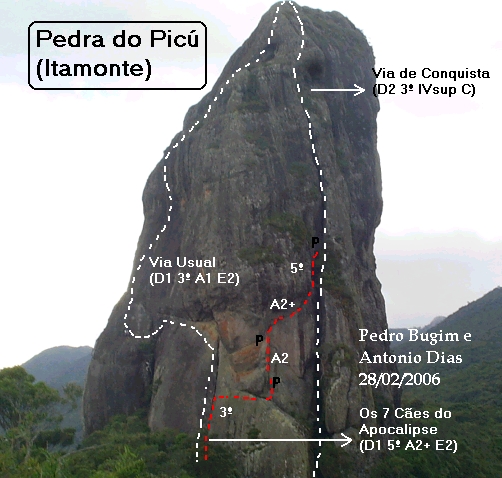 Pedra do Picú
(Itamonte)
Via de Conquista
(D2 3º IVsup C)
P
5º
Via Usual
(D1 3º A1 E2)
A2+
P
A2
Pedro Bugim e
Antonio Dias
28/02/2006
P
3º
Os 7 Cães do
Apocalipse
(D1 5º A2+ E2)